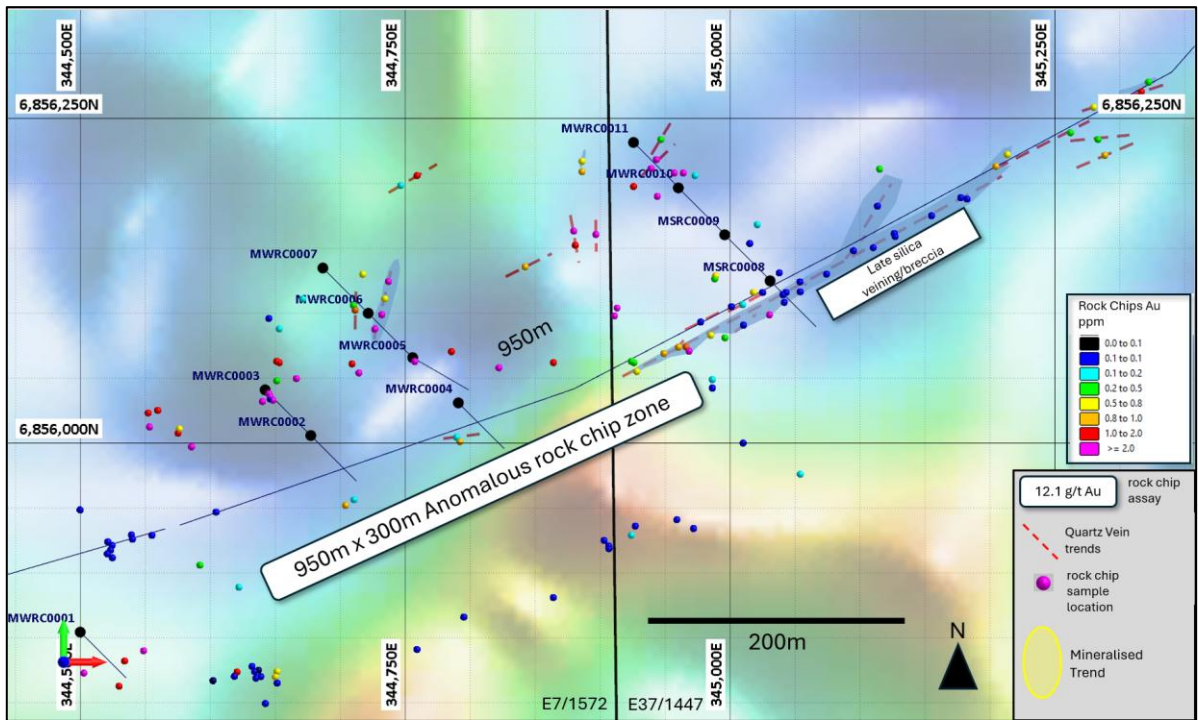 344,500E
344,750E
345,000E
345,250E
6,856,250N
6,856,250N
MWRC0011
MWRC0010
MSRC0009
MSRC0008
MWRC0007
MWRC0006
MWRC0005
MWRC0004
MWRC0003
MWRC0002
950m
Late silica
veining/breccia
6,856,000N
6,856,000N
950m x 300m Anomalous rock chip zone
MWRC0001
Rock Chips Au
ppm
0.0 to 0.1
0.1 to 0.1
0.1 to 0.2
0.2 to 0.5
0.5 to 0.8
0.8 to 1.0
1.0 to 2.0
>= 2.0
12.1 g/t Au
rock chip
assay
Quartz Vein
trends
rock chip
sample
location
Mineralised
Trend
200m
N
344,500E
344,750E
345,000E
E7/1572
E37/1447